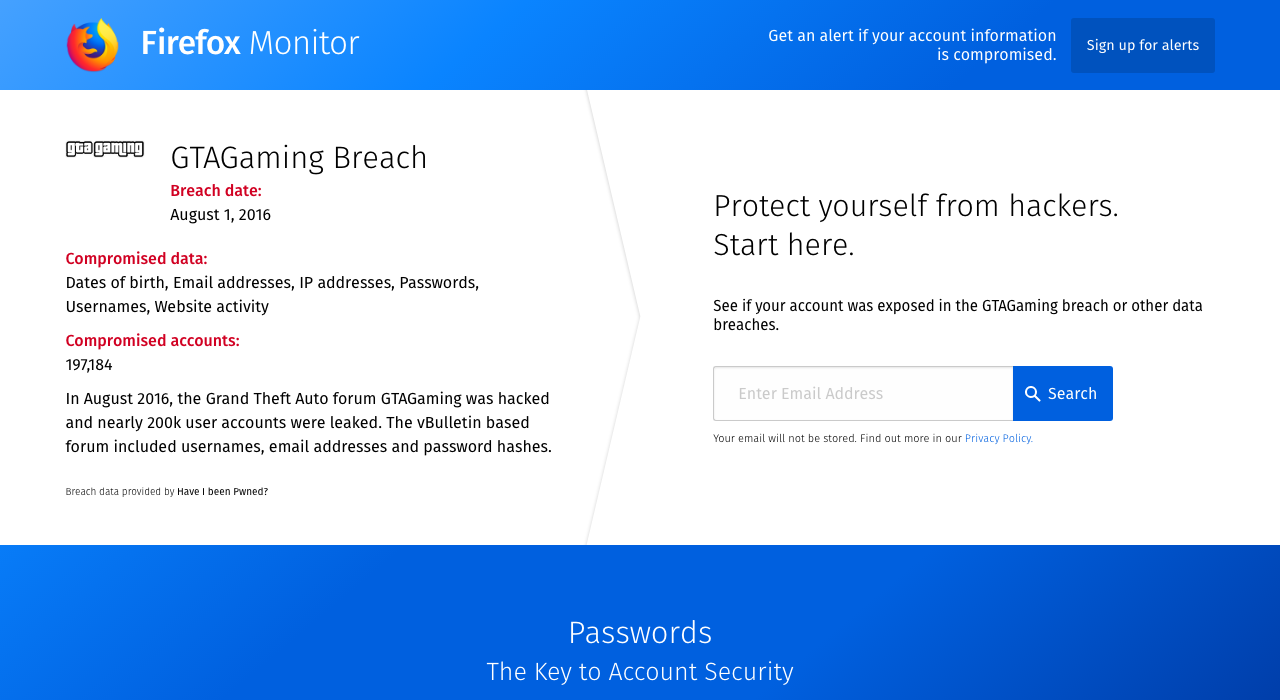 Firefox Monitor
Get an alert if your account information
is compromised.
Sign up for alerts
gtagaming
GTAGaming Breach
Breach date:
August 1, 2016
Compromised data:
Dates of birth, Email addresses, IP addresses, Passwords,
Usernames, Website activity
Compromised accounts:
197,184
In August 2016, the Grand Theft Auto forum GTAGaming was hacked
and nearly 200k user accounts were leaked. The vBulletin based
forum included usernames, email addresses and password hashes.
Breach data provided by Have I been Pwned?
Protect yourself from hackers.
Start here.
See if your account was exposed in the GTAGaming breach or other data
breaches.
Enter Email Address
Search
Your email will not be stored. Find out more in our Privacy Policy.
Passwords
The Key to Account Security